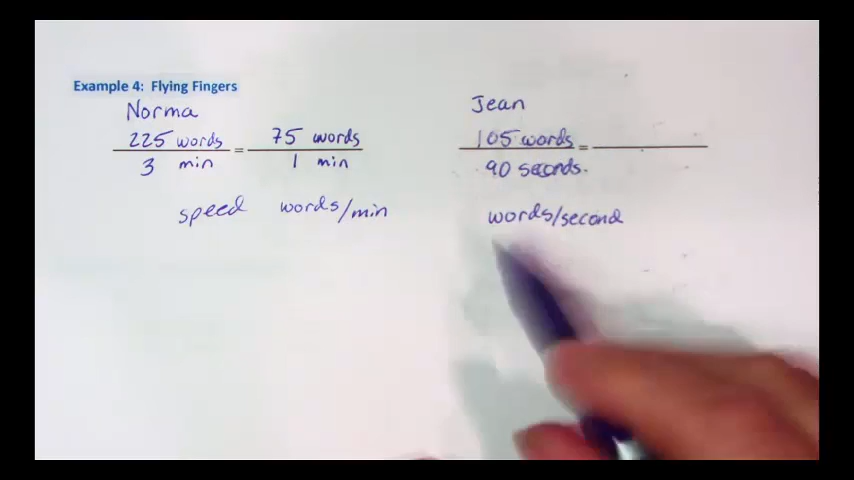 Example 4: Flying Fingers
Norma
225 words
3 min
=
75 words
1 min
speed words/min
Jean
105 words
90 seconds.
=
words/second